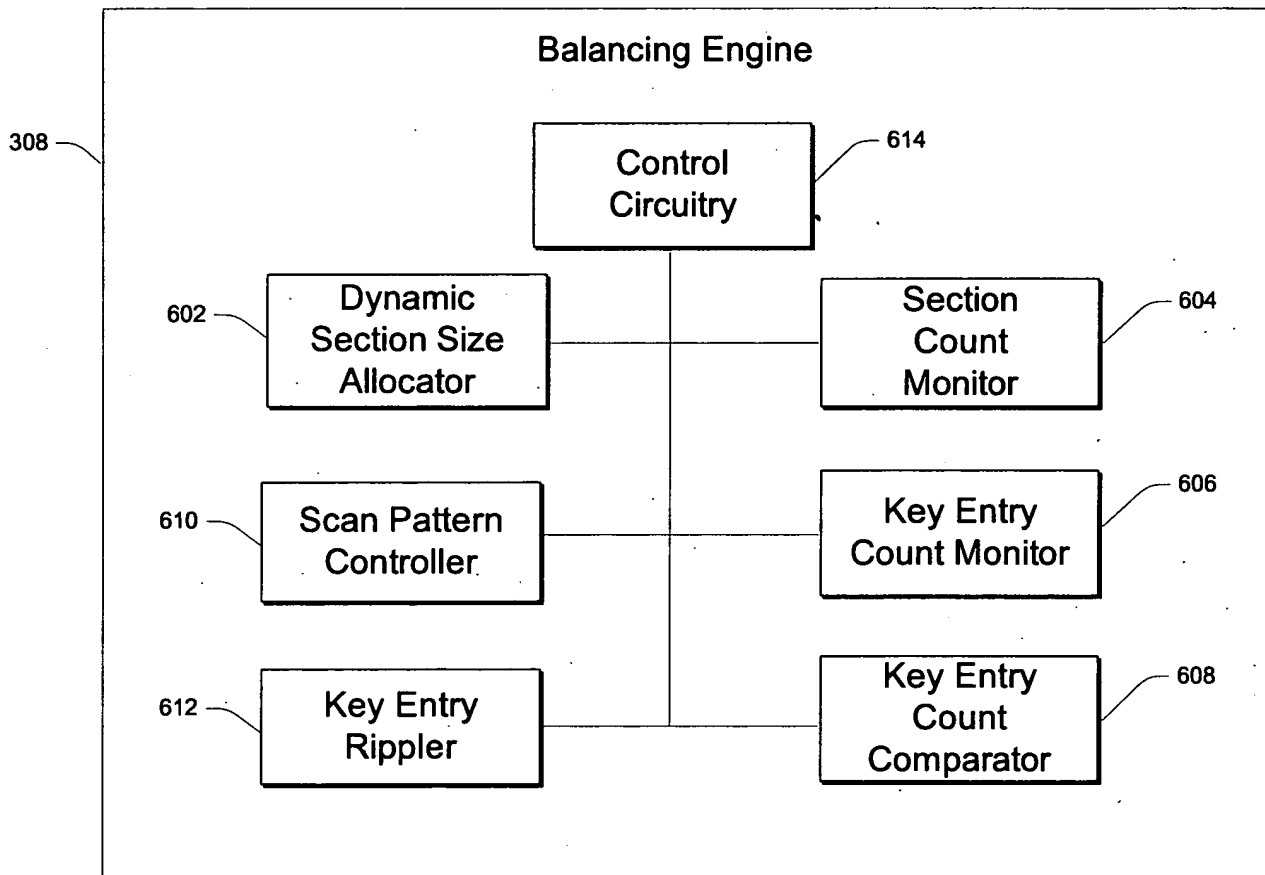 Balancing Engine
308
Control
Circuitry
614
602
Dynamic
Section Size
Allocator
Section
Count
Monitor
604
610
Scan Pattern
Controller
Key Entry
Count Monitor
606
612
Key Entry
Rippler
Key Entry
Count
Comparator
608